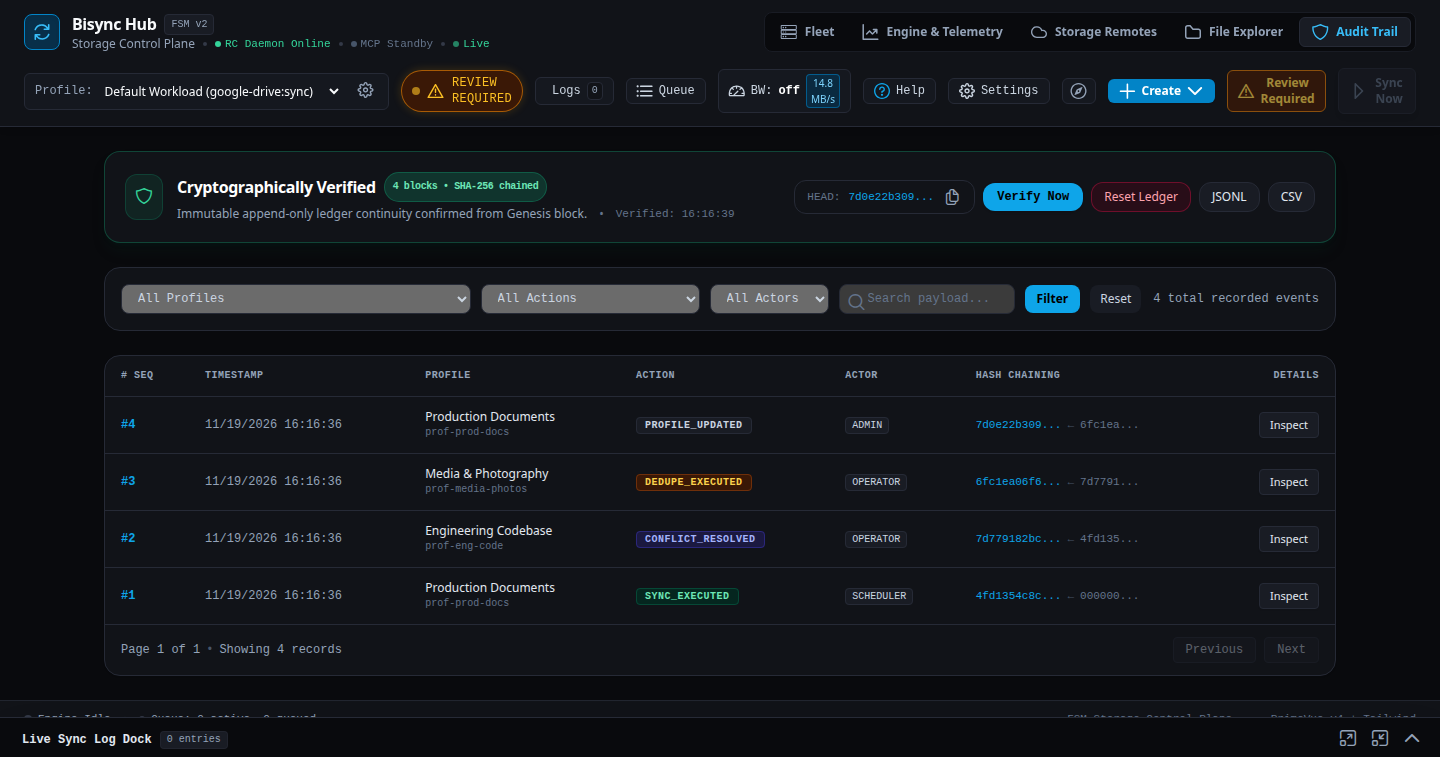 Bisync Hub FSM v2
Storage Control Plane • RC Daemon Online • MCP Standby • Live
Fleet Engine & Telemetry Storage Remotes File Explorer Audit Trail
Profile: Default Workload (google-drive:sync)
REVIEW
REQUIRED
Logs 0
Queue
BW: off 14.8
MB/s
Help
Settings
Create
Review
Required
Sync
Now
Cryptographically Verified 4 blocks • SHA-256 chained
Immutable append-only ledger continuity confirmed from Genesis block. • Verified: 16:16:39
HEAD: 7d0e22b309... Verify Now Reset Ledger JSONL CSV
All Profiles All Actions All Actors Search payload... Filter Reset 4 total recorded events
# SEQ TIMESTAMP PROFILE ACTION ACTOR HASH CHAINING DETAILS
#4 11/19/2026 16:16:36 Production Documents PROFILE_UPDATED ADMIN 7d0e22b309... ← 6fc1ea... Inspect
prof-prod-docs
#3 11/19/2026 16:16:36 Media & Photography DEDUPE_EXECUTED OPERATOR 6fc1ea06f6... ← 7d7791... Inspect
prof-media-photos
#2 11/19/2026 16:16:36 Engineering Codebase CONFLICT_RESOLVED OPERATOR 7d779182bc... ← 4fd135... Inspect
prof-eng-code
#1 11/19/2026 16:16:36 Production Documents SYNC_EXECUTED SCHEDULER 4fd1354c8c... ← 000000... Inspect
prof-prod-docs
Page 1 of 1 • Showing 4 records Previous Next
Live Sync Log Dock 0 entries